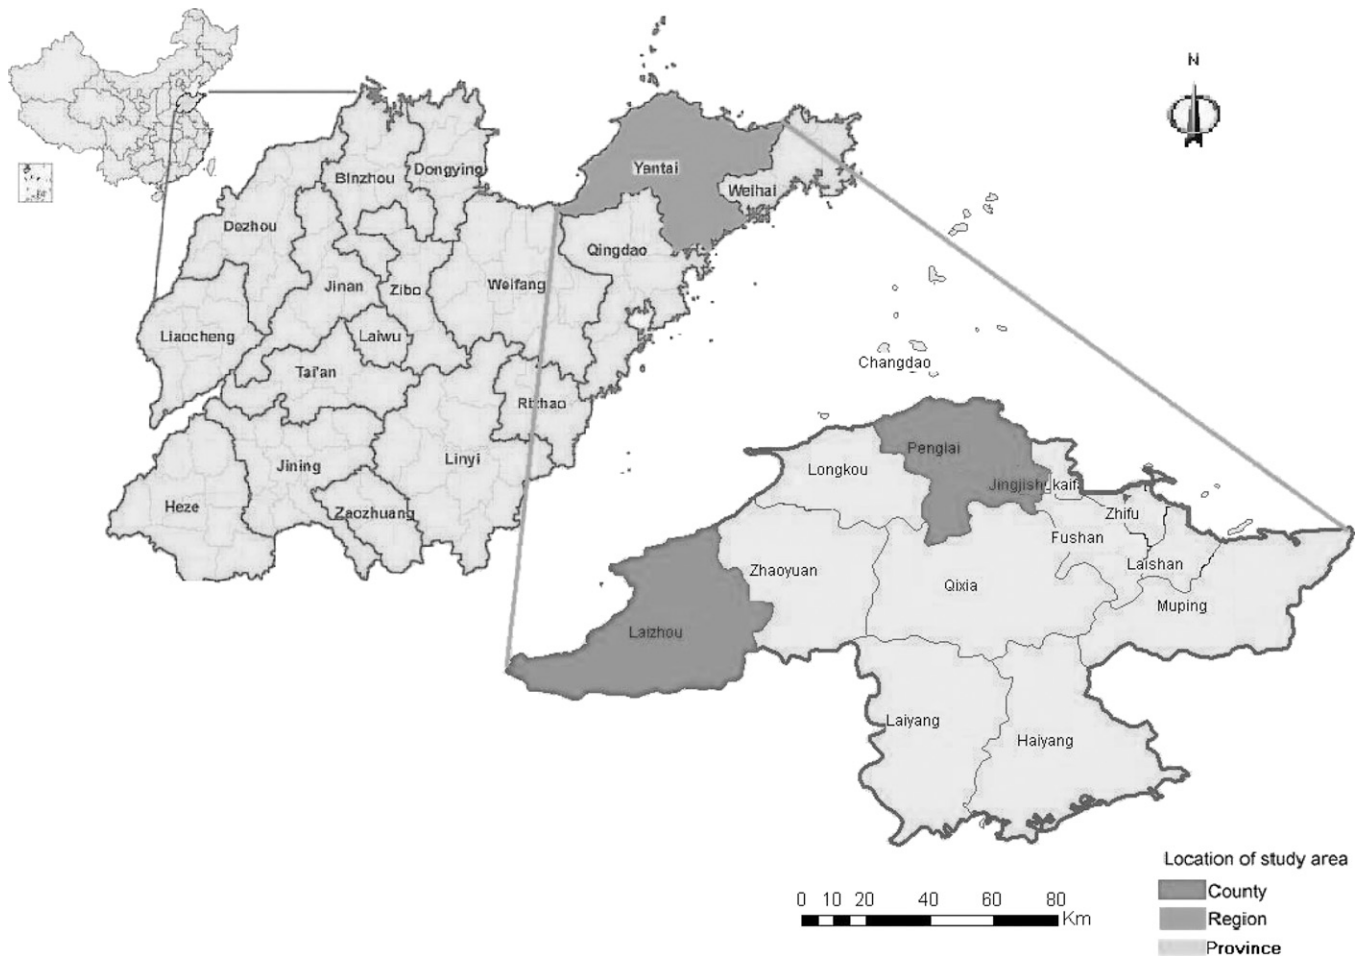 N
Yantai
Weihai
Binzhou
Dongying
Dezhou
Qingdao
Jinan
Zibo
Weifang
Liaocheng
Laiwu
Tai'an
Rizhao
Jining
Linyi
Heze
Zaozhuang
Changdao
Penglai
Longkou
Zhifu
Fushan
Laishan
Zhaoyuan
Qixia
Muping
Laizhou
Laiyang
Haiyang
Location of study area
County
Region
Province
0 10 20 40 60 80
Km